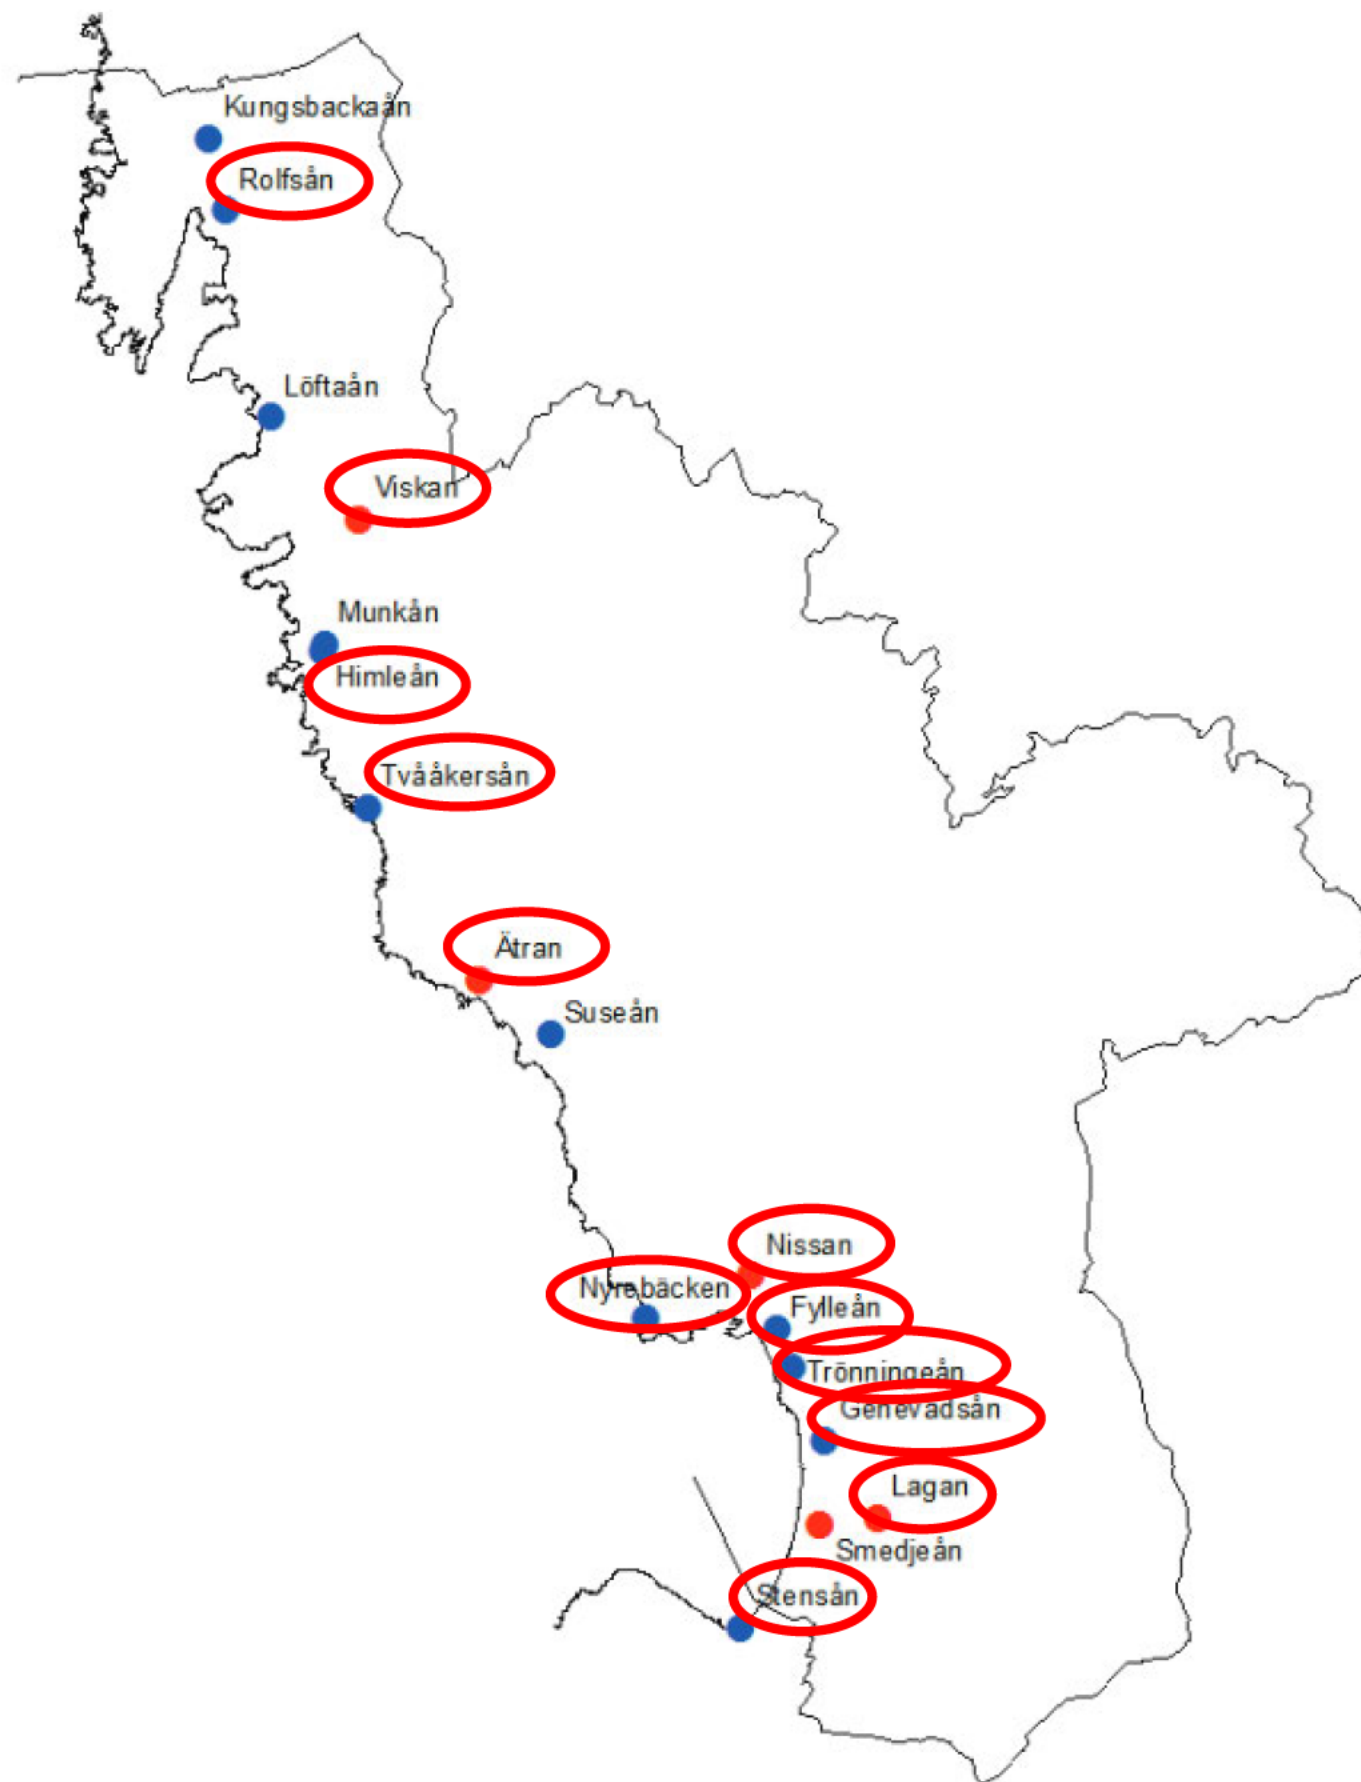 Kungsbackaån
Rolfsån
Löftaån
Viskan
Munkån
Himleån
Tvååkersån
Ätran
Suseån
Nissan
Nyrebäcken
Fylleån
Trönningeån
Genevadsån
Lagan
Smedjeån
Stensån